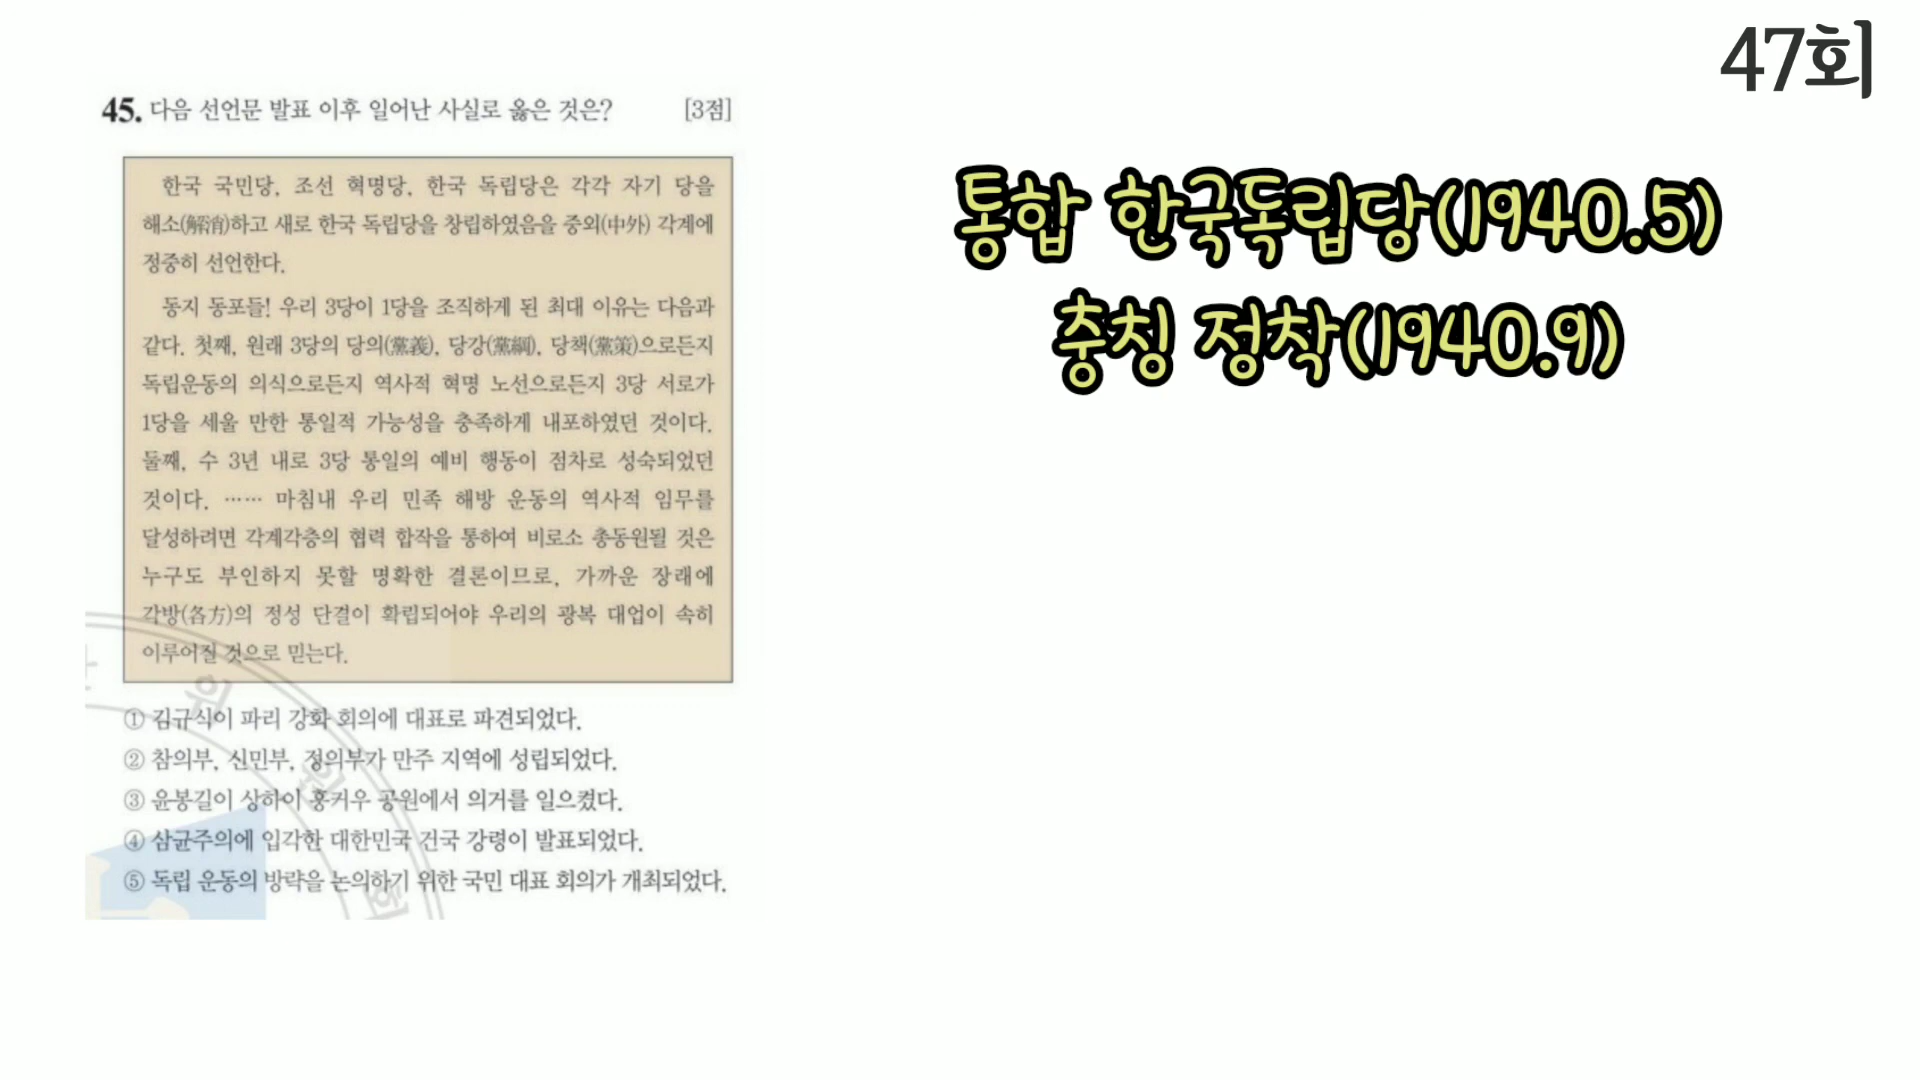 47회
45. 다음 선언문 발표 이후 일어난 사실로 옳은 것은? [3점]
한국 국민당, 조선 혁명당, 한국 독립당은 각각 자기 당을
해소(解消)하고 새로 한국 독립당을 창립하였음을 중외(中外) 각계에
정중히 선언한다.
동지 동포들! 우리 3당이 1당을 조직하게 된 최대 이유는 다음과
같다. 첫째, 원래 3당의 당의(黨義), 당강(黨綱), 당책(黨策)으로든지
독립운동의 의식으로든지 역사적 혁명 노선으로든지 3당 서로가
1당을 세울 만한 통일적 가능성을 충족하게 내포하였던 것이다.
둘째, 수 3년 내로 3당 통일의 예비 행동이 점차로 성숙되었던
것이다. …… 마침내 우리 민족 해방 운동의 역사적 임무를
달성하려면 각계각층의 협력 합작을 통하여 비로소 총동원될 것은
누구도 부인하지 못할 명확한 결론이므로, 가까운 장래에
각방(各方)의 정성 단결이 확립되어야 우리의 광복 대업이 속히
이루어질 것으로 믿는다.
① 김규식이 파리 강화 회의에 대표로 파견되었다.
② 참의부, 신민부, 정의부가 만주 지역에 성립되었다.
③ 윤봉길이 상하이 훙커우 공원에서 의거를 일으켰다.
④ 삼균주의에 입각한 대한민국 건국 강령이 발표되었다.
⑤ 독립 운동의 방략을 논의하기 위한 국민 대표 회의가 개최되었다.
통합 한국독립당(1940.5)
충칭 정착(1940.9)